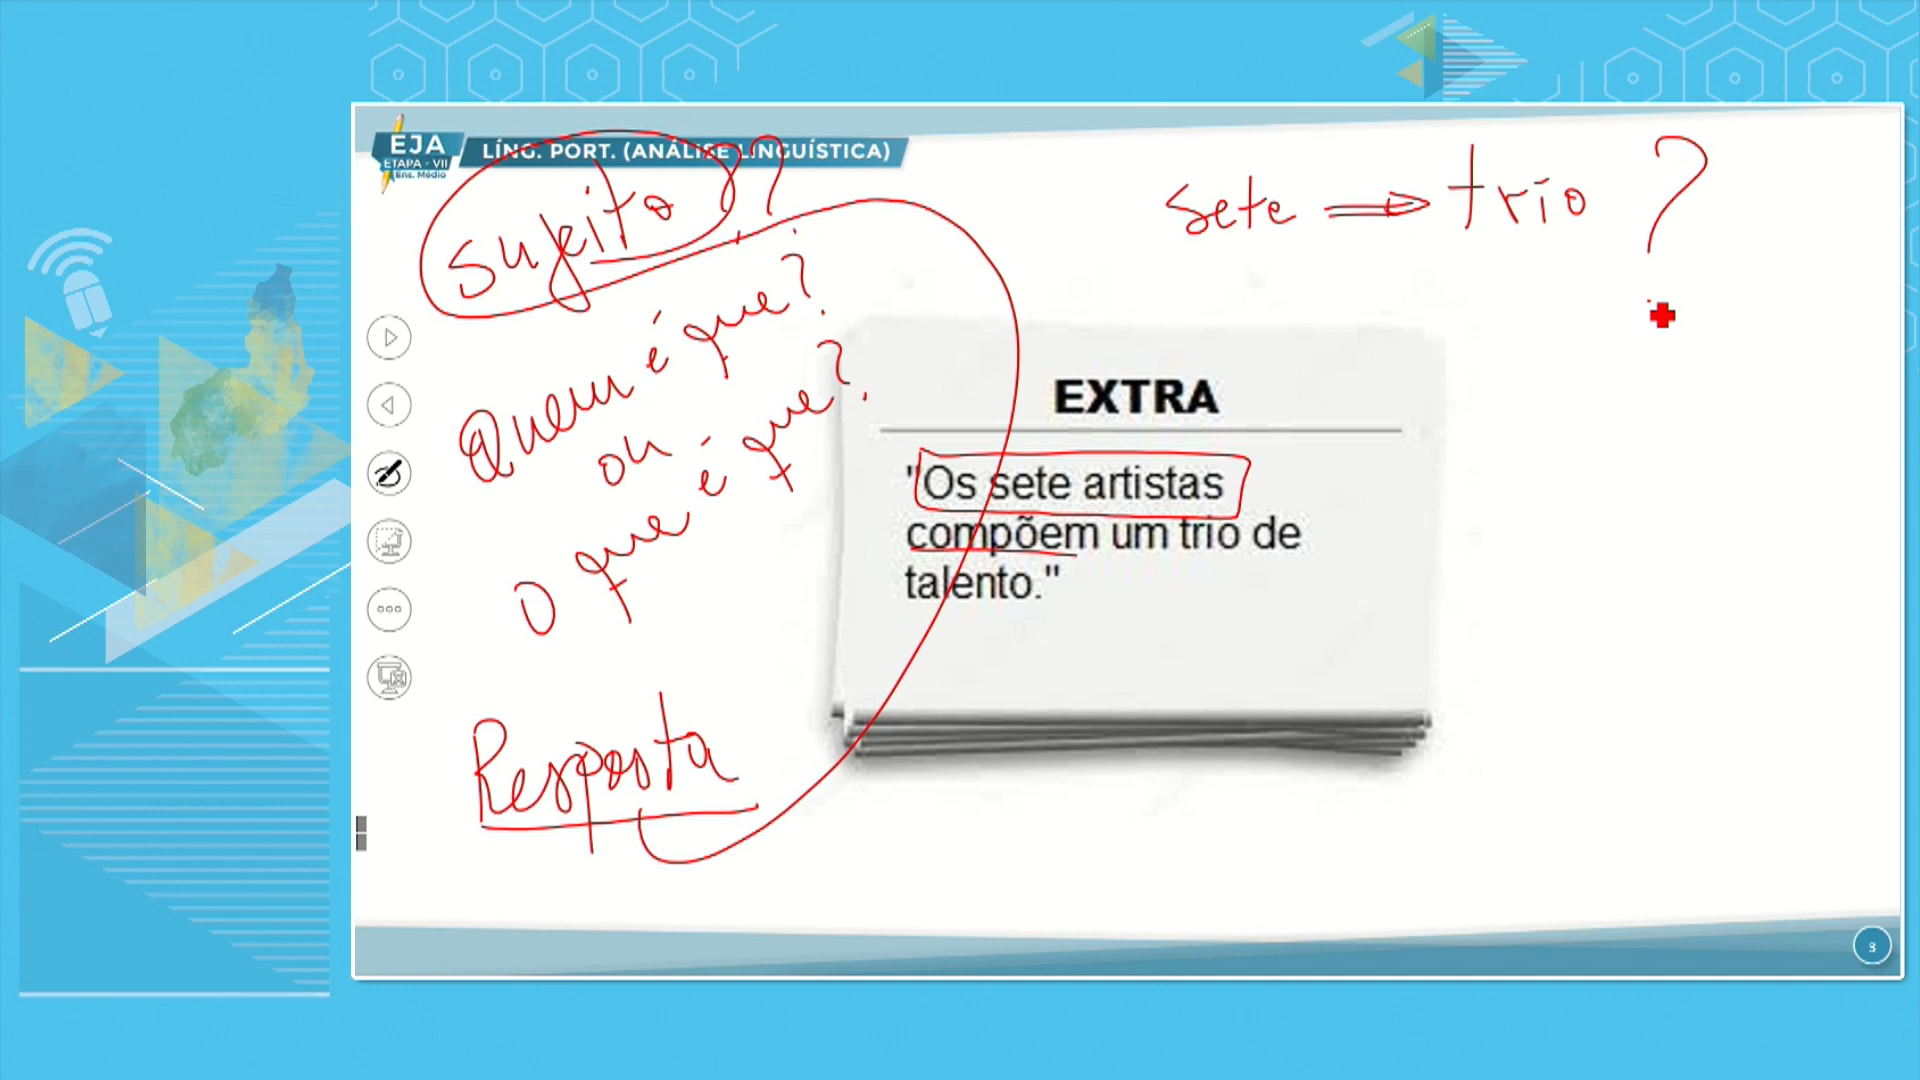 EJA
ETAPA - VII
Ens. Médio
LÍNG. PORT. (ANÁLISE LINGUÍSTICA)
Sujeito??
Sete ⇒ trio ?
Quem é que?
ou
O que é que?
Resposta
EXTRA
"Os sete artistas
compõem um trio de
talento."
3